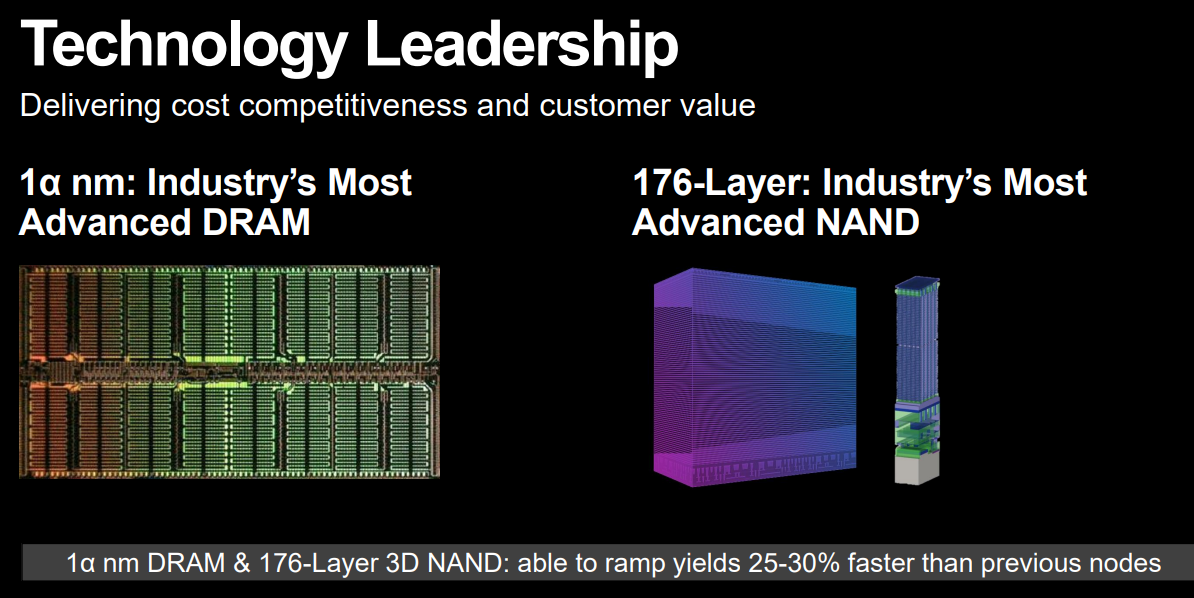 Technology Leadership
Delivering cost competitiveness and customer value
1α nm: Industry’s Most
Advanced DRAM
176-Layer: Industry’s Most
Advanced NAND
1α nm DRAM & 176-Layer 3D NAND: able to ramp yields 25-30% faster than previous nodes